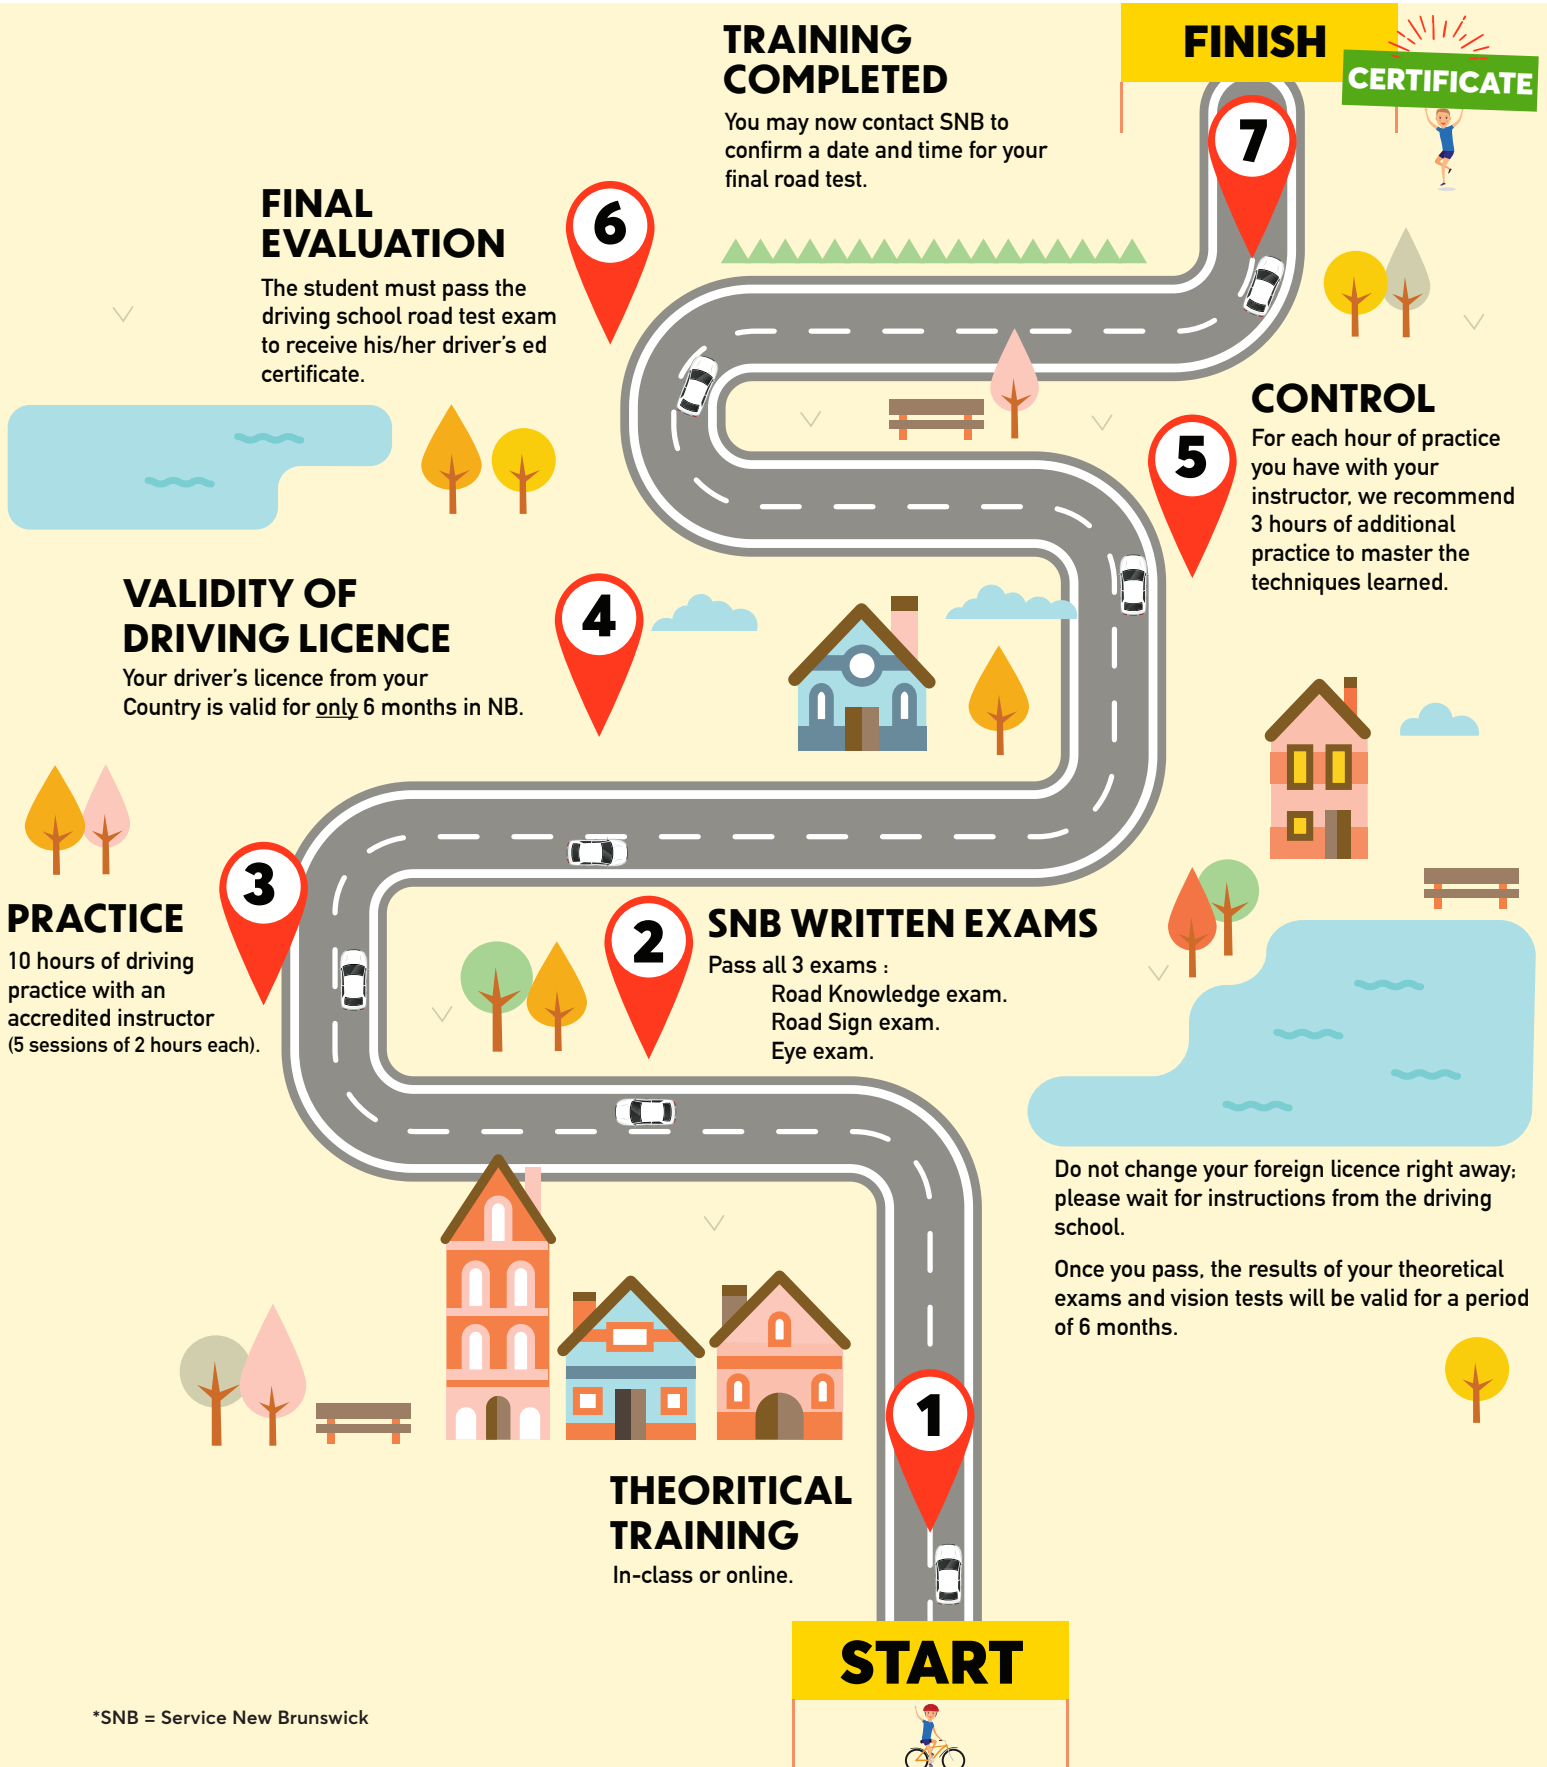 TRAINING
COMPLETED
You may now contact SNB to
confirm a date and time for your
final road test.
FINISH
CERTIFICATE
7
FINAL
EVALUATION
The student must pass the
driving school road test exam
to receive his/her driver's ed
certificate.
6
CONTROL
For each hour of practice
you have with your
instructor, we recommend
3 hours of additional
practice to master the
techniques learned.
5
VALIDITY OF
DRIVING LICENCE
Your driver's licence from your
Country is valid for only 6 months in NB.
4
3
PRACTICE
10 hours of driving
practice with an
accredited instructor
(5 sessions of 2 hours each).
2
SNB WRITTEN EXAMS
Pass all 3 exams :
Road Knowledge exam.
Road Sign exam.
Eye exam.
Do not change your foreign licence right away;
please wait for instructions from the driving
school.
Once you pass, the results of your theoretical
exams and vision tests will be valid for a period
of 6 months.
1
THEORITICAL
TRAINING
In-class or online.
START
*SNB = Service New Brunswick